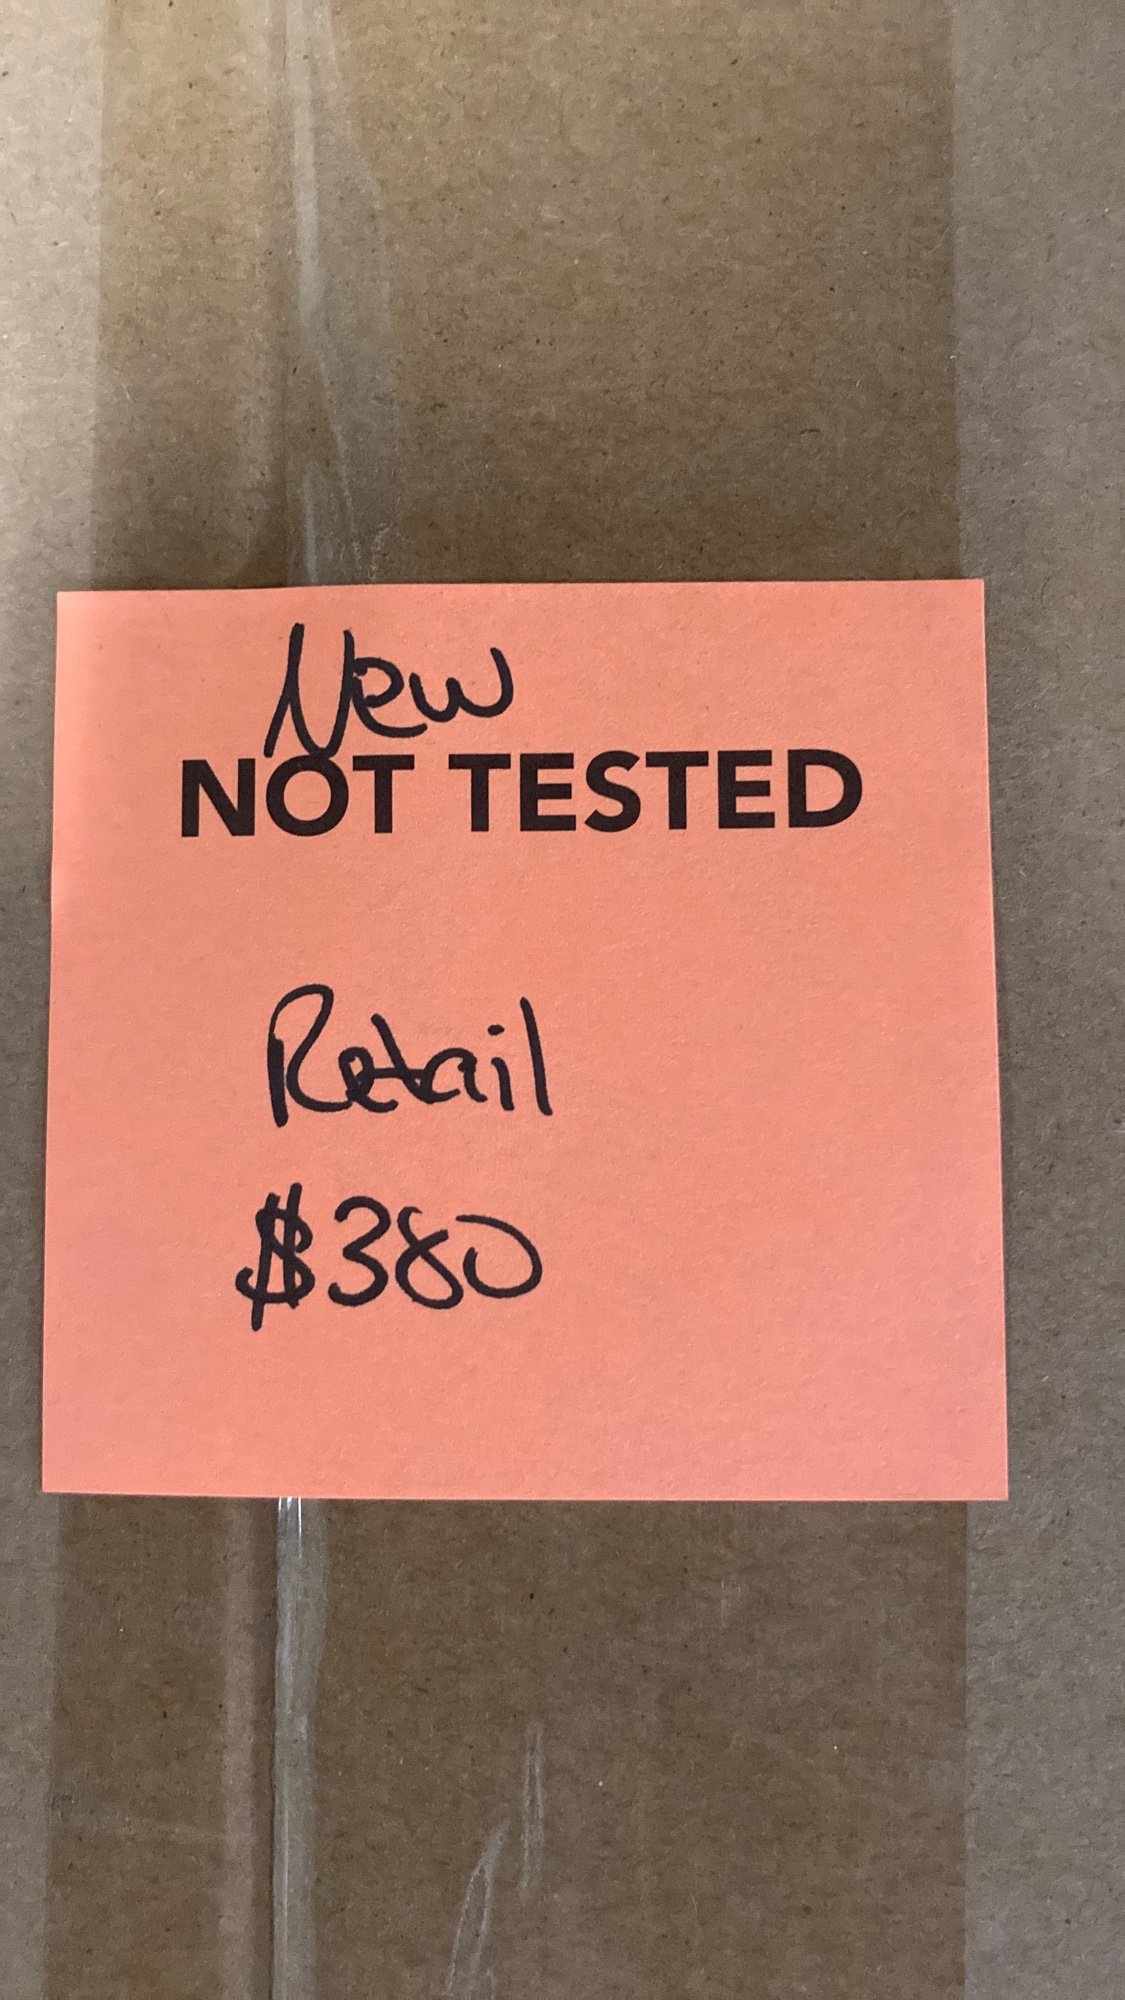 New
NOT TESTED
Retail
$380